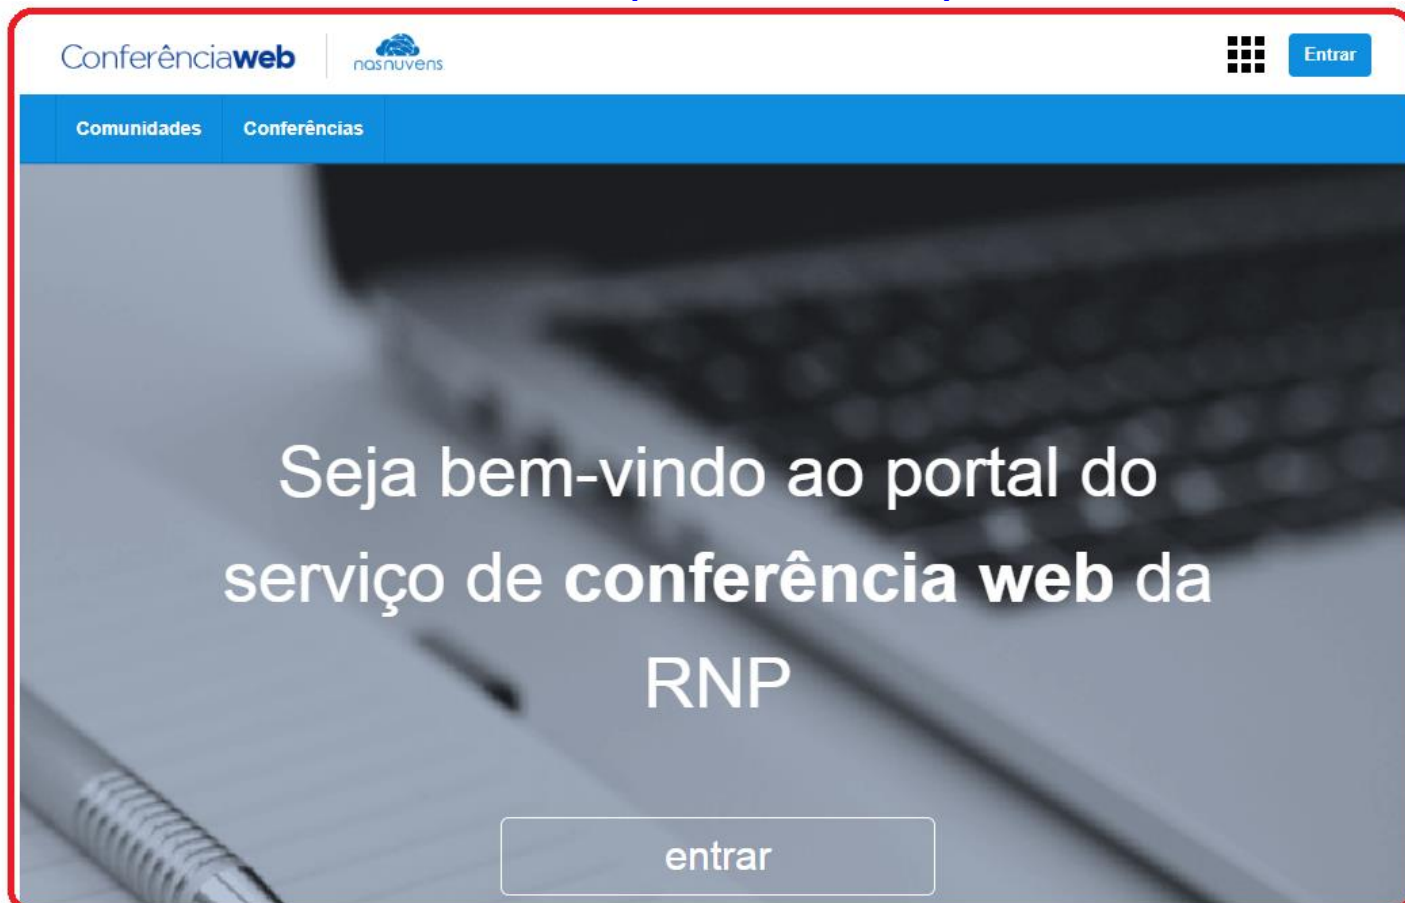 Conferênciaweb
nasnuvens
Entrar
Comunidades
Conferências
Seja bem-vindo ao portal do
serviço de conferência web da
RNP
entrar